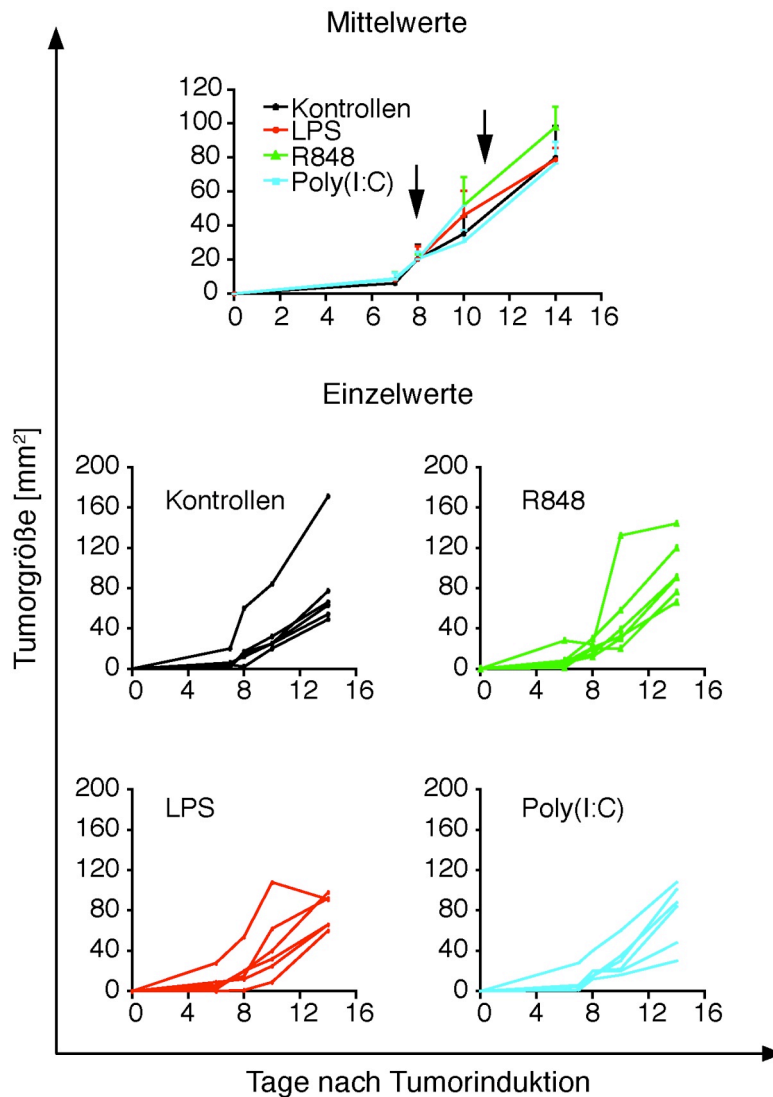 Mittelwerte
120
100
80
60
40
20
0
Kontrollen
LPS
R848
Poly(I:C)
0 2 4 6 8 10 12 14 16
Einzelwerte
200
160
120
80
40
0
Kontrollen
0 4 8 12 16
200
160
120
80
40
0
R848
0 4 8 12 16
200
160
120
80
40
0
LPS
0 4 8 12 16
200
160
120
80
40
0
Poly(I:C)
0 4 8 12 16
Tumorgröße [mm²]
Tage nach Tumorinduktion